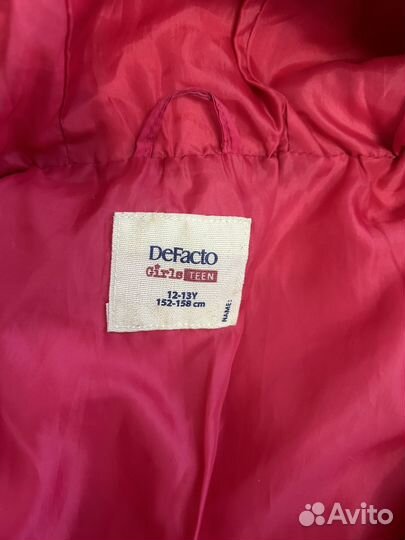 DeFacto
Girls TEEN
12-13Y
152-158 cm
NAME:
Avito